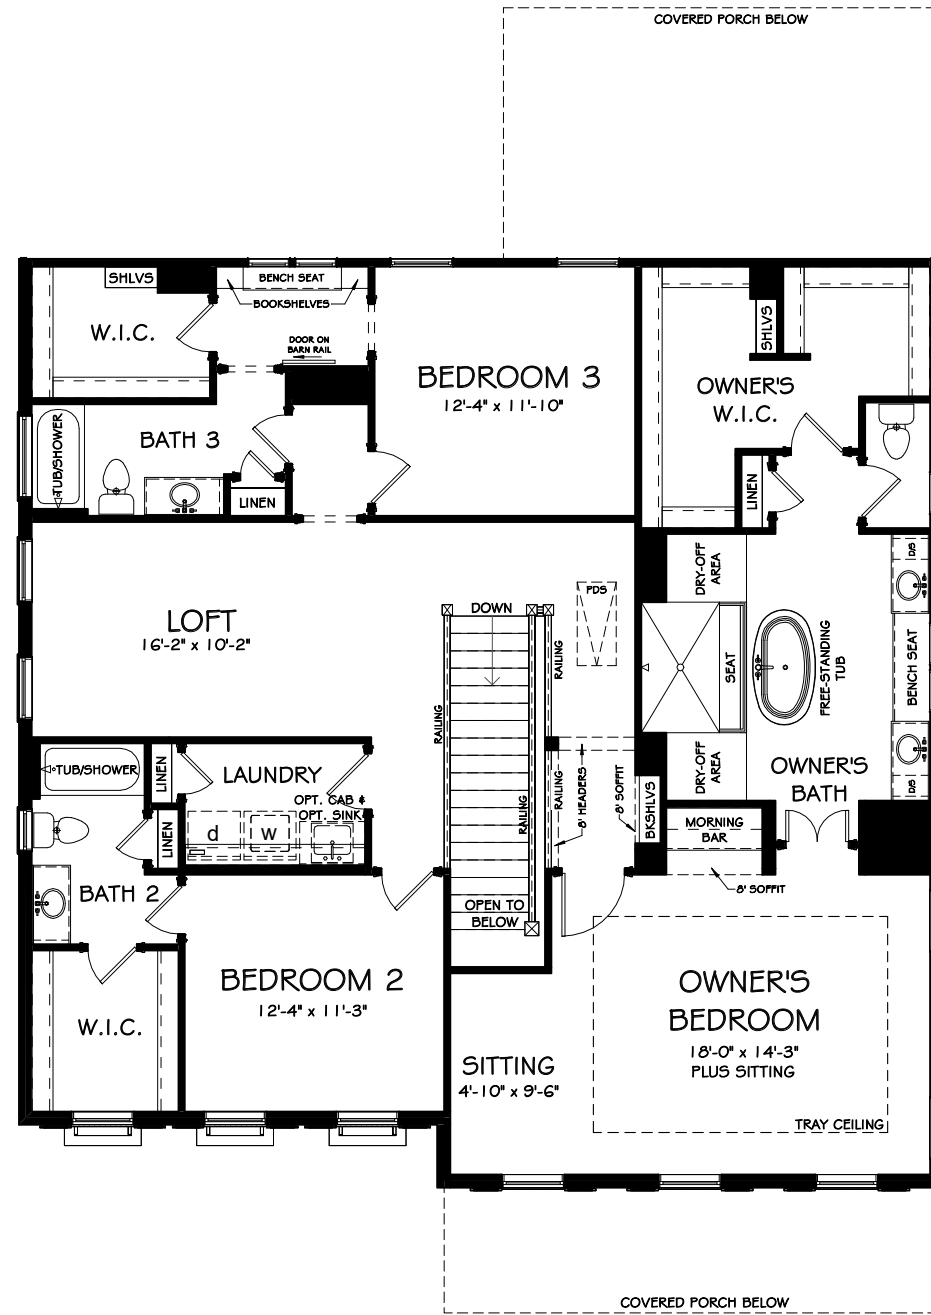 COVERED PORCH BELOW
SHLVS
BENCH SEAT
BOOKSHELVES
W.I.C.
DOOR ON
BARN RAIL
SHLVS
BEDROOM 3
12'-4" x 11'-10"
OWNER'S
W.I.C.
TUB/SHOWER
BATH 3
LINEN
LINEN
DRY-OFF
AREA
D/S
PDS
DOWN
LOFT
16'-2" x 10'-2"
RAILING
SEAT
FREE-STANDING
TUB
BENCH SEAT
RAILING
TUB/SHOWER
LINEN
LAUNDRY
OPT. CAB &
OPT. SINK
d
w
LINEN
RAILING
RAILING
8' HEADERS
8' SOFFIT
BKSHLVS
DRY-OFF
AREA
OWNER'S
BATH
D/S
MORNING
BAR
8' SOFFIT
BATH 2
OPEN TO
BELOW
BEDROOM 2
12'-4" x 11'-3"
W.I.C.
OWNER'S
BEDROOM
18'-0" x 14'-3"
PLUS SITTING
SITTING
4'-10" x 9'-6"
TRAY CEILING
COVERED PORCH BELOW